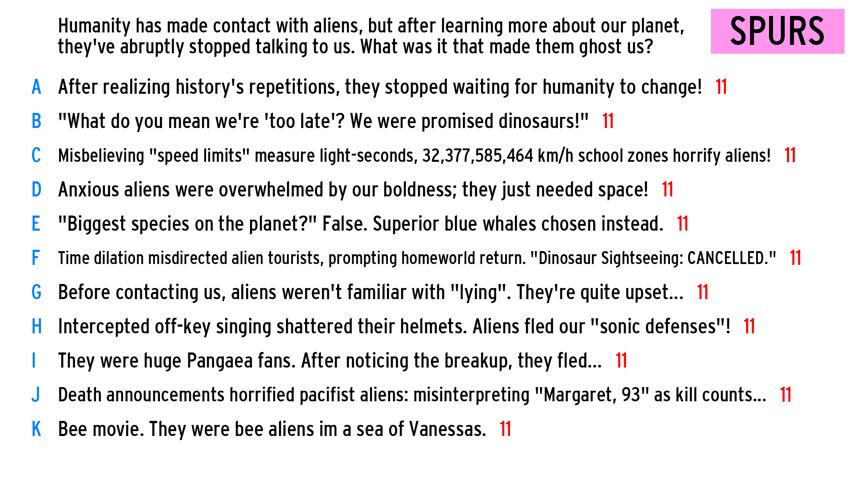 Humanity has made contact with aliens, but after learning more about our planet,
they've abruptly stopped talking to us. What was it that made them ghost us?
SPURS
A After realizing history's repetitions, they stopped waiting for humanity to change! 11
B "What do you mean we're 'too late'? We were promised dinosaurs!" 11
C Misbelieving "speed limits" measure light-seconds, 32,377,585,464 km/h school zones horrify aliens! 11
D Anxious aliens were overwhelmed by our boldness; they just needed space! 11
E "Biggest species on the planet?" False. Superior blue whales chosen instead. 11
F Time dilation misdirected alien tourists, prompting homeworld return. "Dinosaur Sightseeing: CANCELLED." 11
G Before contacting us, aliens weren't familiar with "lying". They're quite upset... 11
H Intercepted off-key singing shattered their helmets. Aliens fled our "sonic defenses"! 11
I They were huge Pangaea fans. After noticing the breakup, they fled... 11
J Death announcements horrified pacifist aliens: misinterpreting "Margaret, 93" as kill counts... 11
K Bee movie. They were bee aliens im a sea of Vanessas. 11